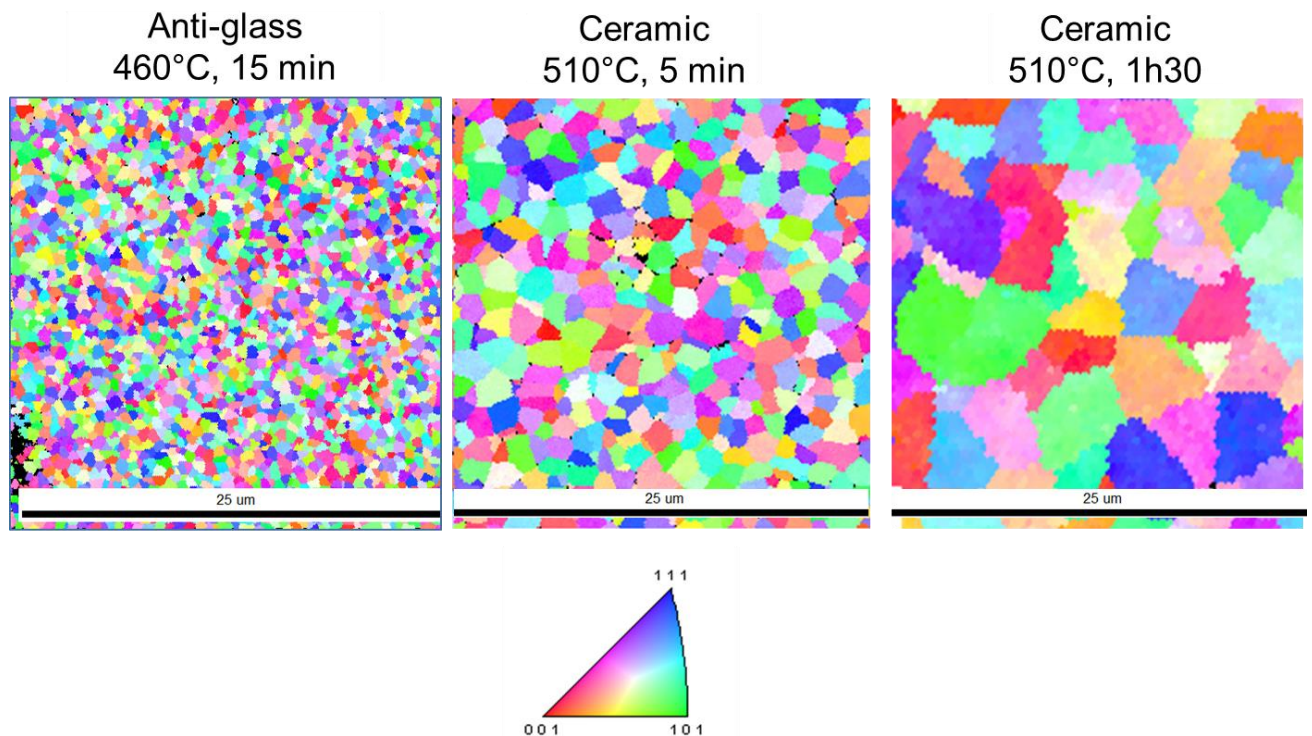 Anti-glass
460°C, 15 min
Ceramic
510°C, 5 min
Ceramic
510°C, 1h30
25 um
25 um
25 um
1 1 1
0 0 1
1 0 1